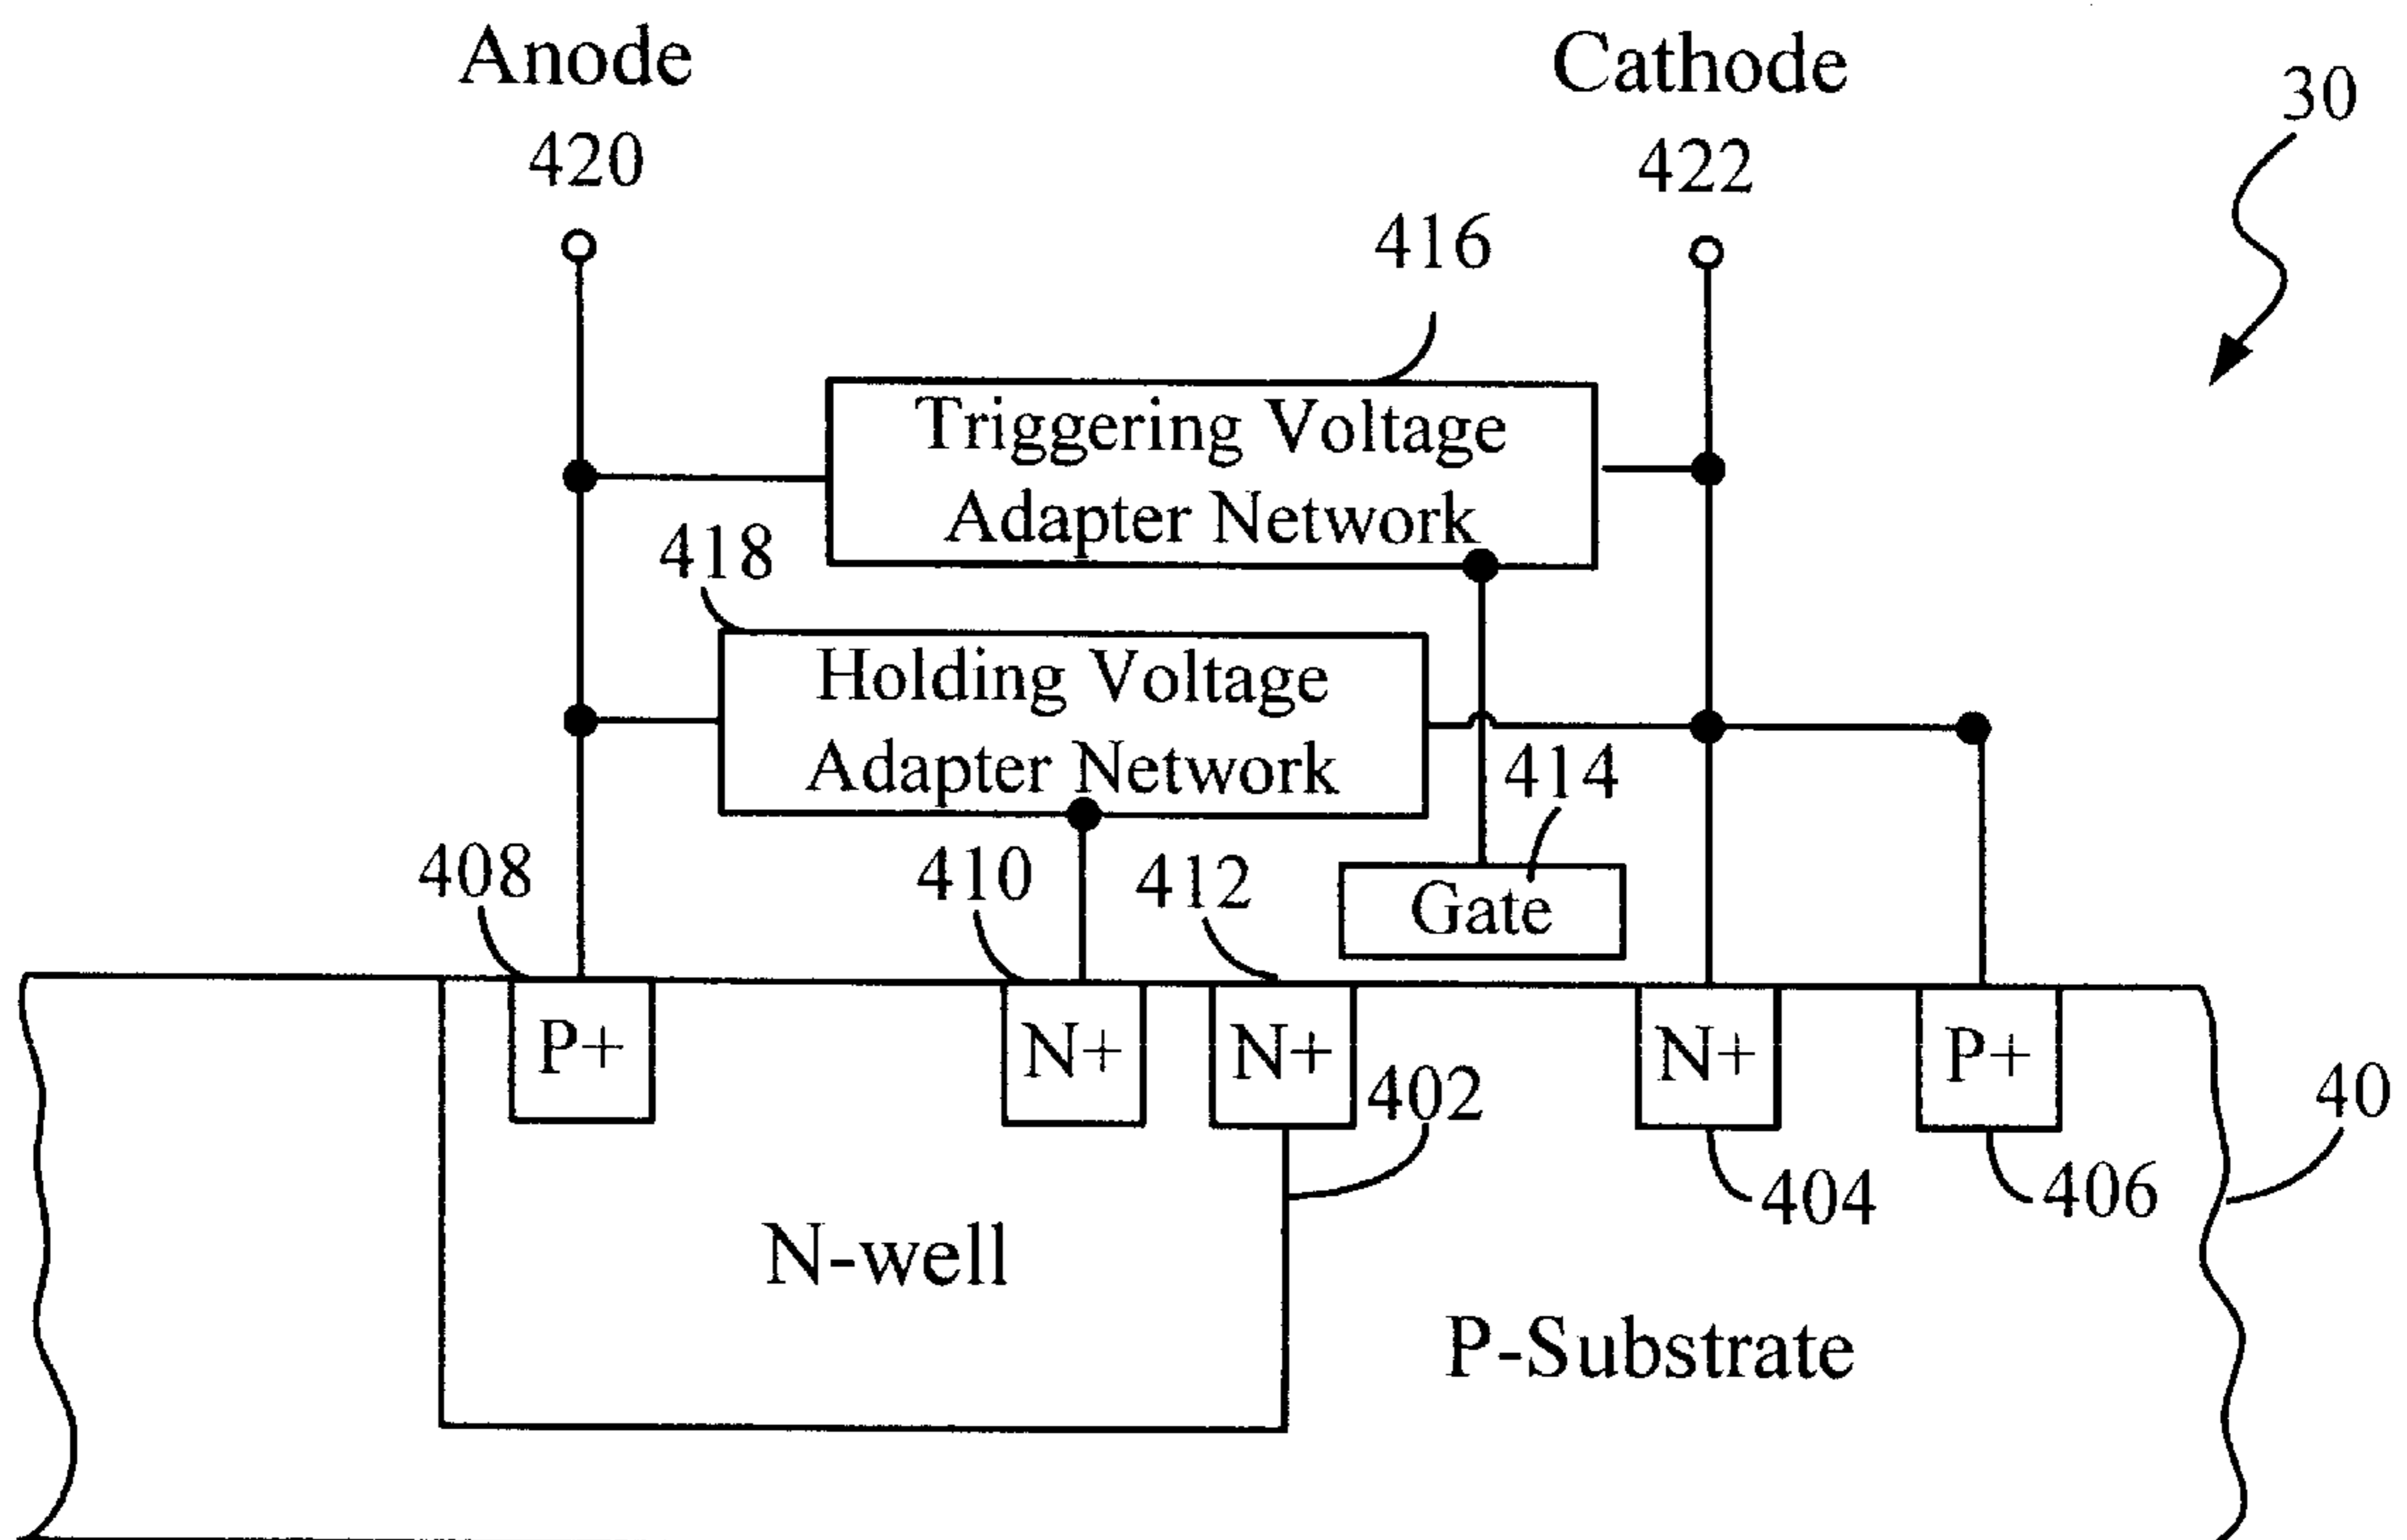 Anode
420
Cathode
422
30
416
Triggering Voltage
Adapter Network
418
Holding Voltage
Adapter Network
414
408
410
412
Gate
P+
N+
N+
N+
P+
402
40
404
406
N-well
P-Substrate